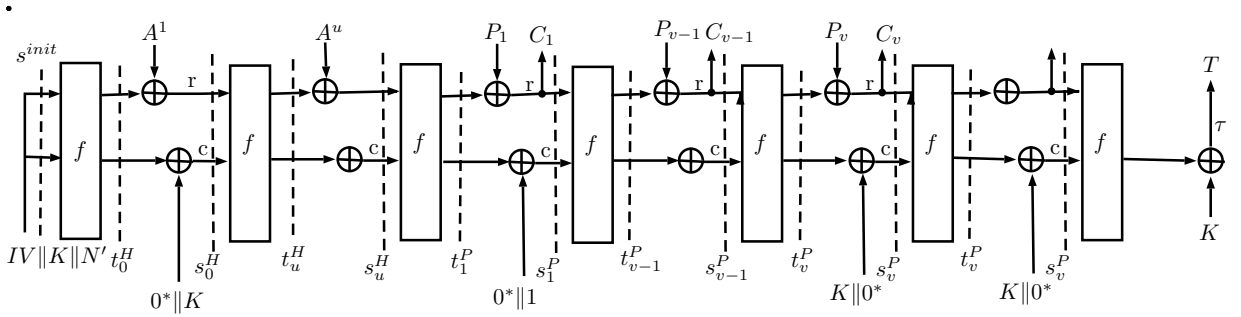 A^1 A^u P_1 C_1 P_{v−1} C_{v−1} P_v C_v
s^{init} T
r r r r
f f f f f f f τ
c c c c c c
IV‖K‖N′ t_0^H s_0^H t_u^H s_u^H t_1^P s_1^P t_{v−1}^P s_{v−1}^P t_v^P s_v^P t_v^P s_v^P K
0*‖K 0*‖1 K‖0* K‖0*